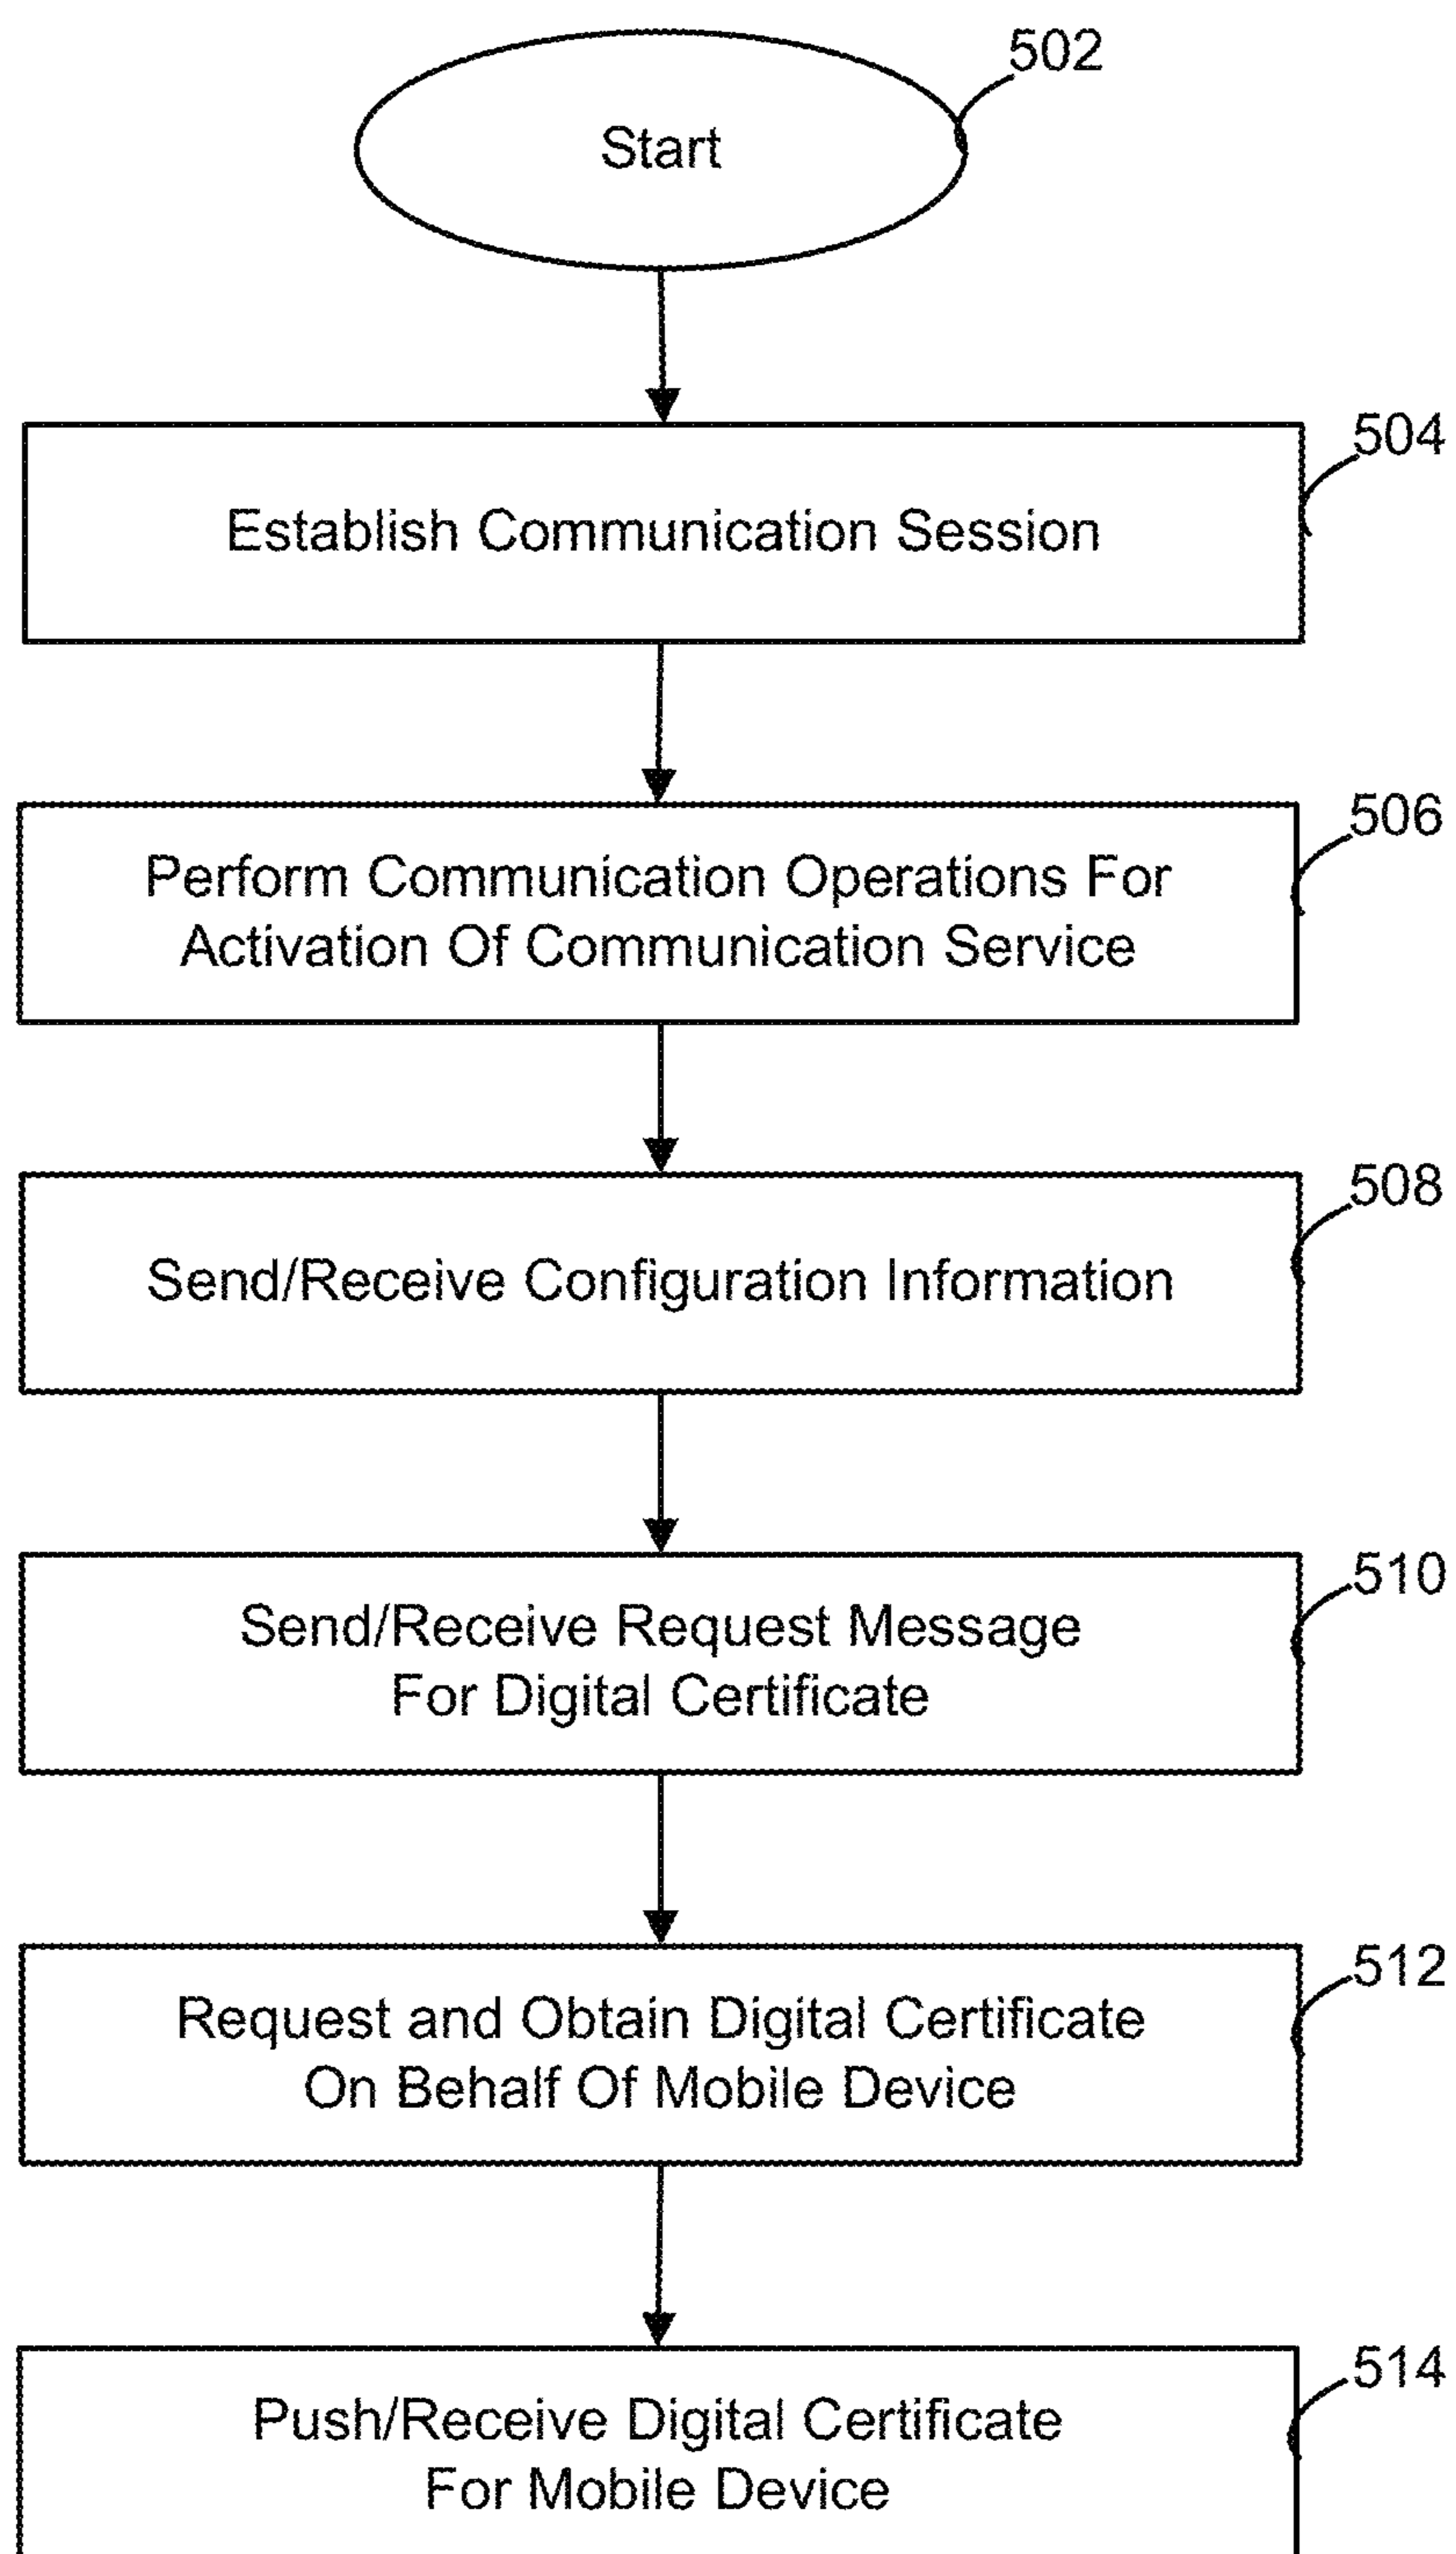 502
Start
504
Establish Communication Session
506
Perform Communication Operations For
Activation Of Communication Service
508
Send/Receive Configuration Information
510
Send/Receive Request Message
For Digital Certificate
512
Request and Obtain Digital Certificate
On Behalf Of Mobile Device
514
Push/Receive Digital Certificate
For Mobile Device